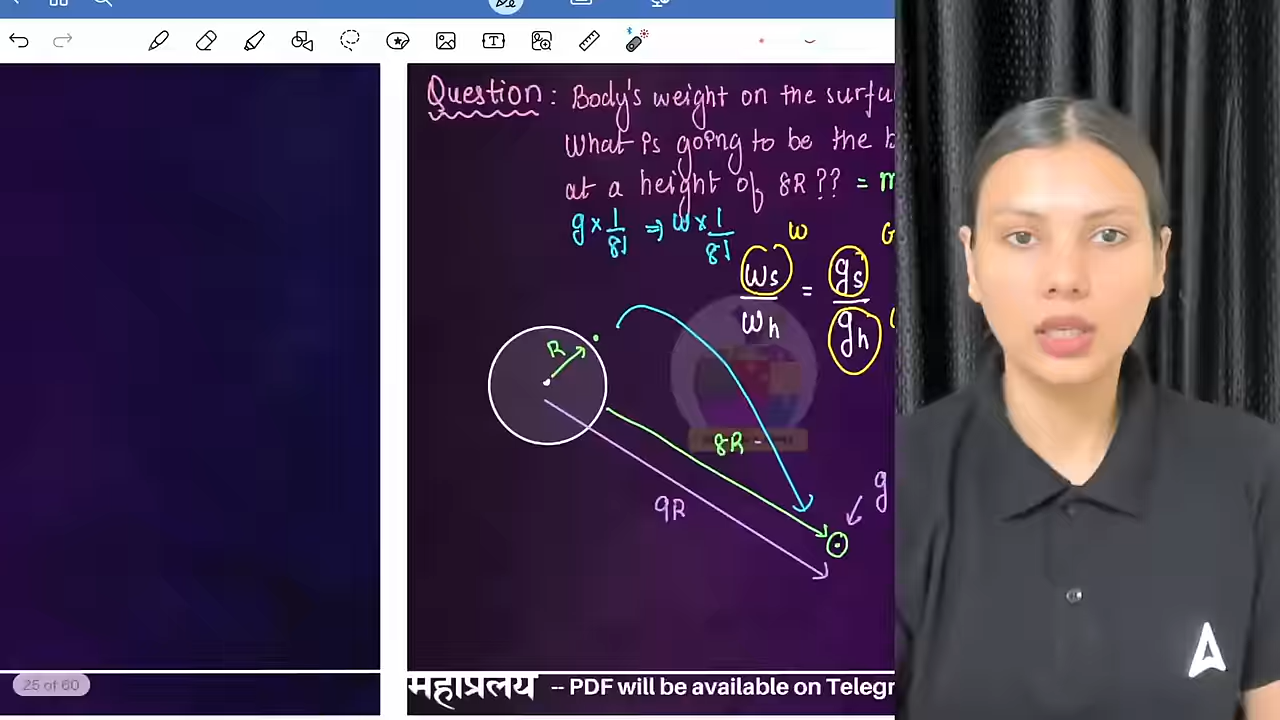 Question : Body's weight on the surfu
What is going to be the b
at a height of 8R ?? = m
g × 1/81 ⇒ w × 1/81
w G
ws/wh = gs/gh
R
8R -
9R
g
25 of 60
महाप्रलय -- PDF will be available on Telegr